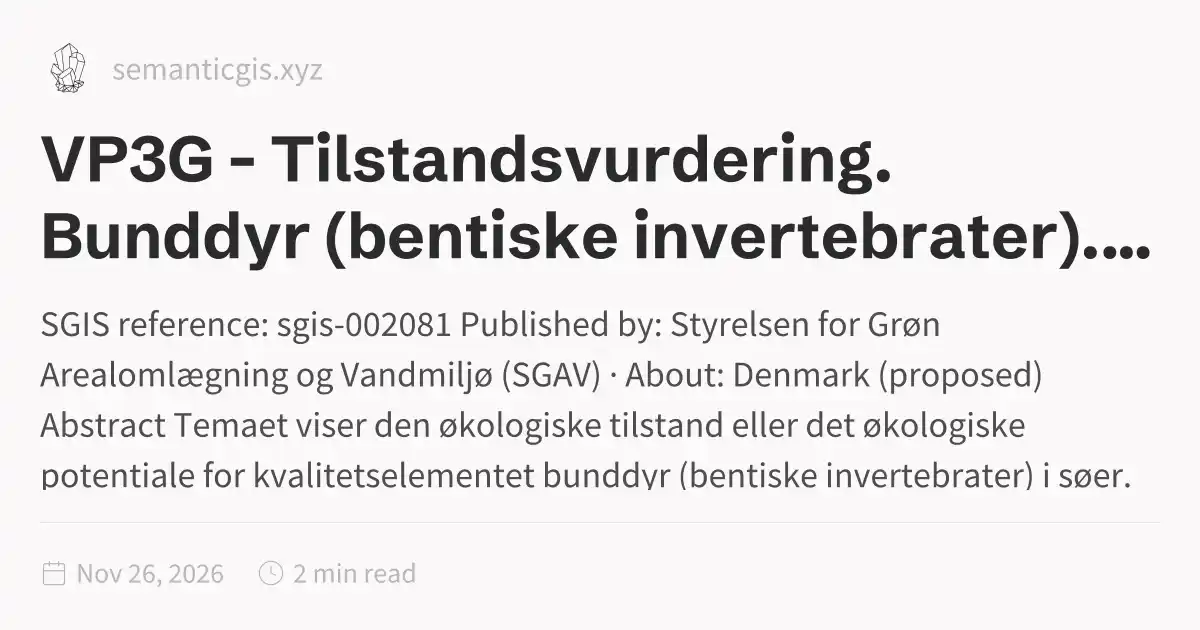 semanticgis.xyz
VP3G - Tilstandsvurdering.
Bunddyr (bentiske invertebrater)....
SGIS reference: sgis-002081 Published by: Styrelsen for Grøn
Arealomlægning og Vandmiljø (SGAV) · About: Denmark (proposed)
Abstract Temaet viser den økologiske tilstand eller det økologiske
potentiale for kvalitetselementet bunddyr (bentiske invertebrater) i søer.
Nov 26, 2026 2 min read